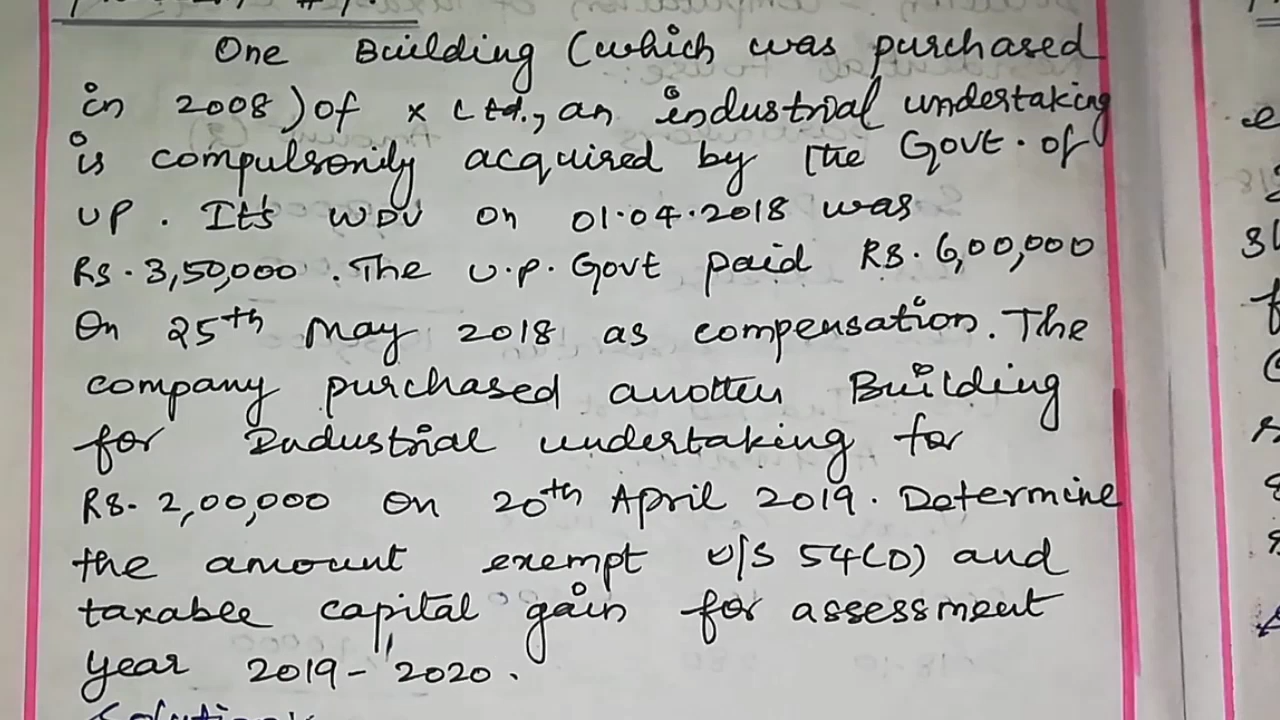 One Building (which was purchased
in 2008) of x Ltd., an industrial undertaking
is compulsorily acquired by the Govt. of
UP. It's WDV on 01.04.2018 was
Rs. 3,50,000. The U.P. Govt paid Rs. 6,00,000
On 25th May 2018 as compensation. The
company purchased another Building
for Industrial undertaking for
Rs. 2,00,000 on 20th April 2019. Determine
the amount exempt U/S 54(D) and
taxable capital gain for assessment
year 2019-2020.
Solution: